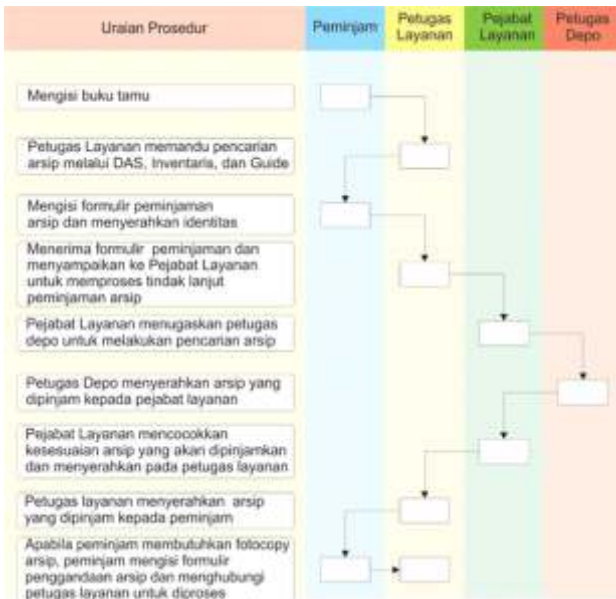 Uraian Prosedur
Peminjam
Petugas
Layanan
Pejabat
Layanan
Petugas
Depo
Mengisi buku tamu
Petugas Layanan memandu pencarian
arsip melalui DAS, Inventaris, dan Guide
Mengisi formulir peminjaman
arsip dan menyerahkan identitas
Menerima formulir peminjaman dan
menyampaikan ke Pejabat Layanan
untuk memproses tindak lanjut
peminjaman arsip
Pejabat Layanan menugaskan petugas
depo untuk melakukan pencarian arsip
Petugas Depo menyerahkan arsip yang
dipinjam kepada pejabat layanan
Pejabat Layanan mencocokkan
kesesuaian arsip yang akan dipinjamkan
dan menyerahkan pada petugas layanan
Petugas layanan menyerahkan arsip
yang dipinjam kepada peminjam
Apabila peminjam membutuhkan fotocopy
arsip, peminjam mengisi formulir
penggandaan arsip dan menghubungi
petugas layanan untuk diproses